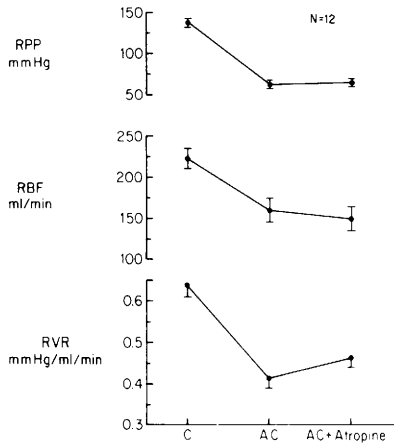 RPP
mmHg
150
100
50
N=12
RBF
ml/min
250
200
150
100
RVR
mmHg/ml/min
0.6
0.5
0.4
0.3
C
AC
AC+Atropine